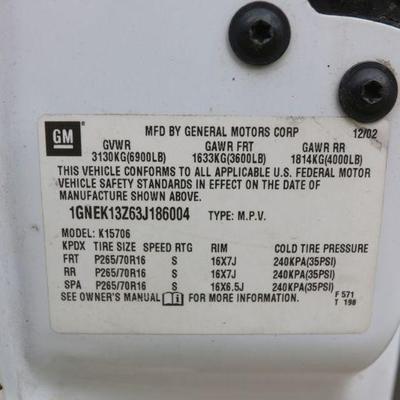 GM
MFD BY GENERAL MOTORS CORP 12/02
GVWR GAWR FRT GAWR RR
3130KG(6900LB) 1633KG(3600LB) 1814KG(4000LB)
THIS VEHICLE CONFORMS TO ALL APPLICABLE U.S. FEDERAL MOTOR
VEHICLE SAFETY STANDARDS IN EFFECT ON THE DATE OF
MANUFACTURE SHOWN ABOVE.
1GNEK13Z63J186004 TYPE: M.P.V.
MODEL: K15706
KPDX TIRE SIZE SPEED RTG RIM COLD TIRE PRESSURE
FRT P265/70R16 S 16X7J 240KPA(35PSI)
RR P265/70R16 S 16X7J 240KPA(35PSI)
SPA P265/70R16 S 16X6.5J 240KPA(35PSI)
SEE OWNER'S MANUAL FOR MORE INFORMATION. F 571
T 198